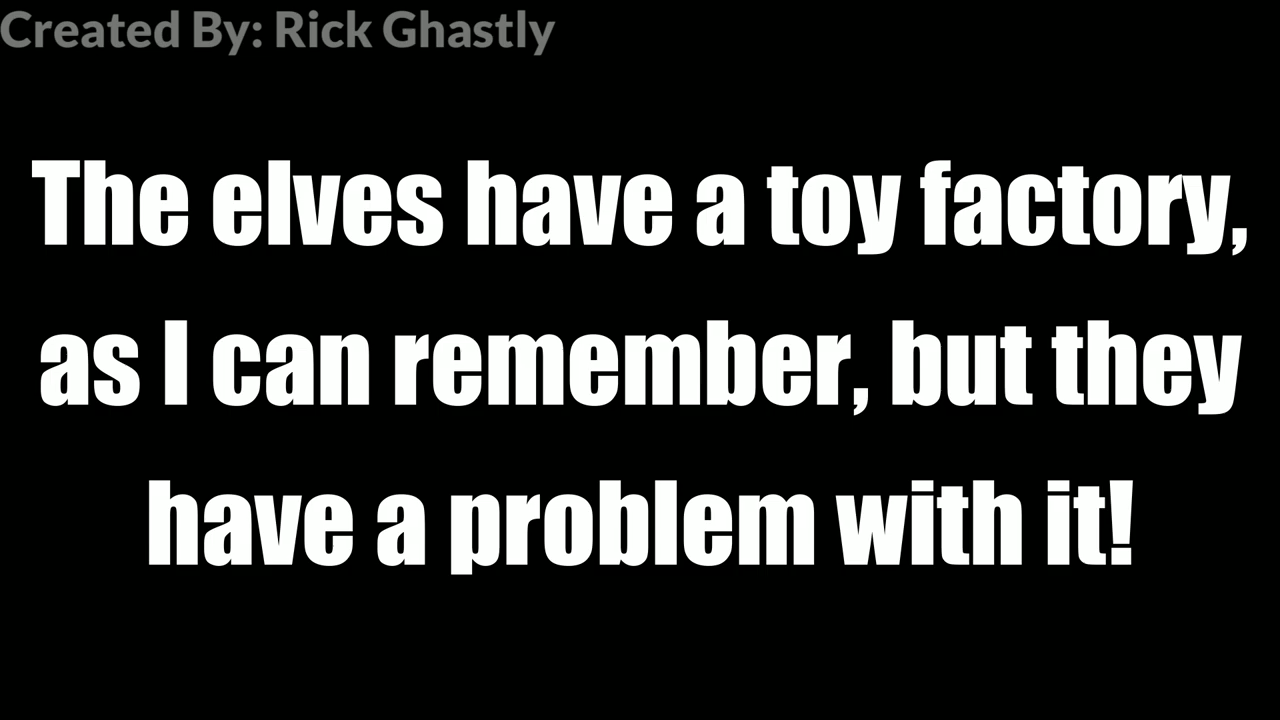 Created By: Rick Ghastly
The elves have a toy factory,
as I can remember, but they
have a problem with it!